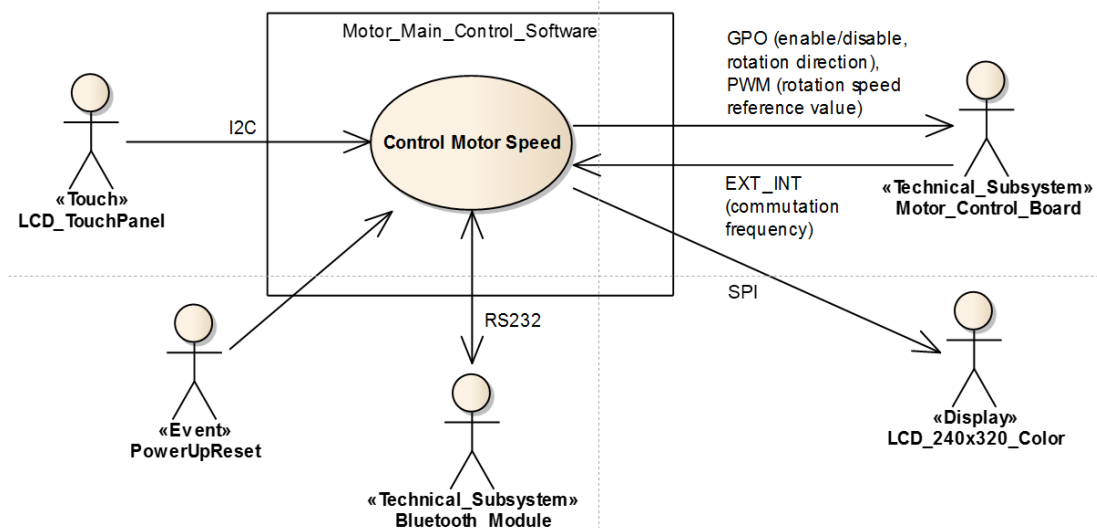 Motor_Main_Control_Software
GPO (enable/disable,
rotation direction),
PWM (rotation speed
reference value)
I2C
Control Motor Speed
«Touch»
LCD_TouchPanel
EXT_INT
(commutation
frequency)
«Technical_Subsystem»
Motor_Control_Board
SPI
RS232
«Event»
PowerUpReset
«Display»
LCD_240x320_Color
«Technical_Subsystem»
Bluetooth_Module